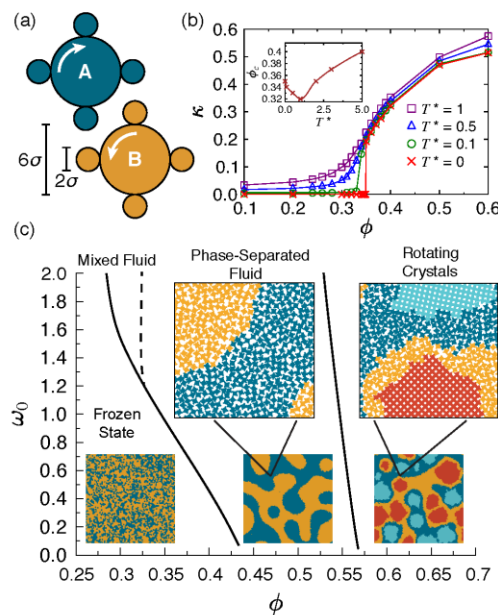 (a)
A
B
6σ
2σ
(b)
κ
0.6
0.5
0.4
0.3
0.2
0.1
0.0
0.1 0.2 0.3 0.4 0.5 0.6
ϕ
ϕc
0.40
0.38
0.36
0.34
0.32
0.0 2.5 5.0
T*
T* = 1
T* = 0.5
T* = 0.1
T* = 0
(c)
Mixed Fluid
Phase-Separated
Fluid
Rotating
Crystals
Frozen
State
ω0
2.0
1.8
1.6
1.4
1.2
1.0
0.8
0.6
0.4
0.2
0.0
0.25 0.3 0.35 0.4 0.45 0.5 0.55 0.6 0.65 0.7
ϕ